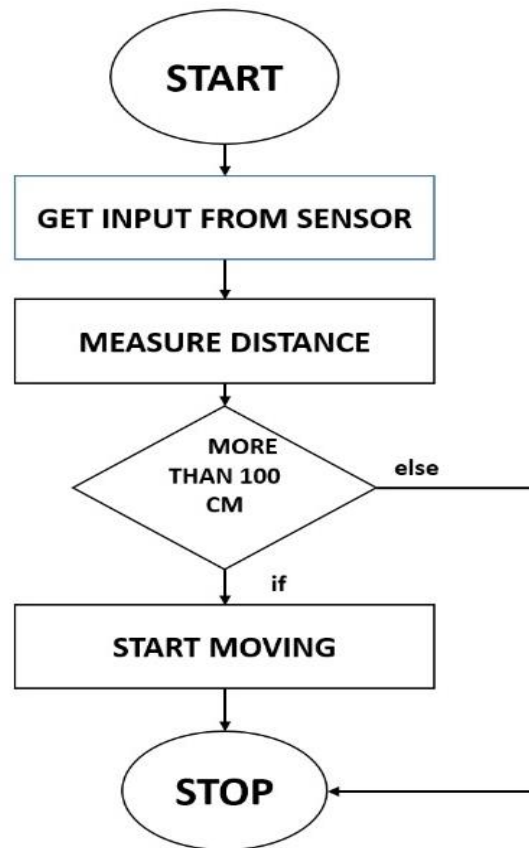 START
GET INPUT FROM SENSOR
MEASURE DISTANCE
MORE
THAN 100
CM
else
if
START MOVING
STOP